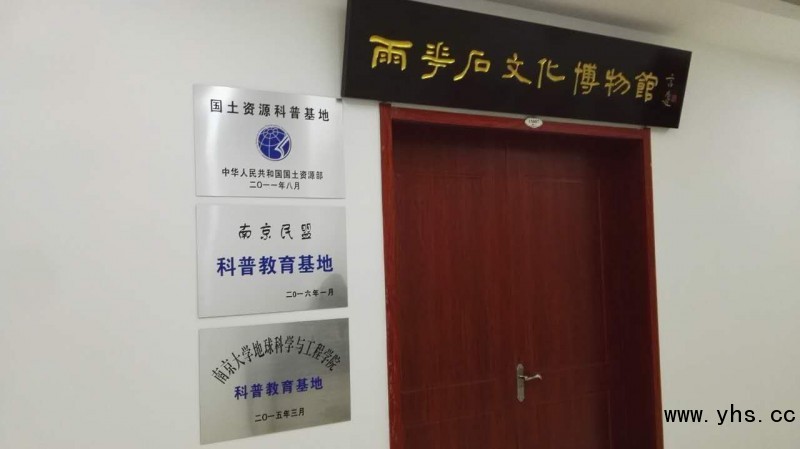 雨花石文化博物館
国土资源科普基地
中华人民共和国国土资源部
二〇一一年八月
南京民盟
科普教育基地
二〇一六年一月
南京大学地球科学与工程学院
科普教育基地
二〇一五年三月
www.yhs.cc